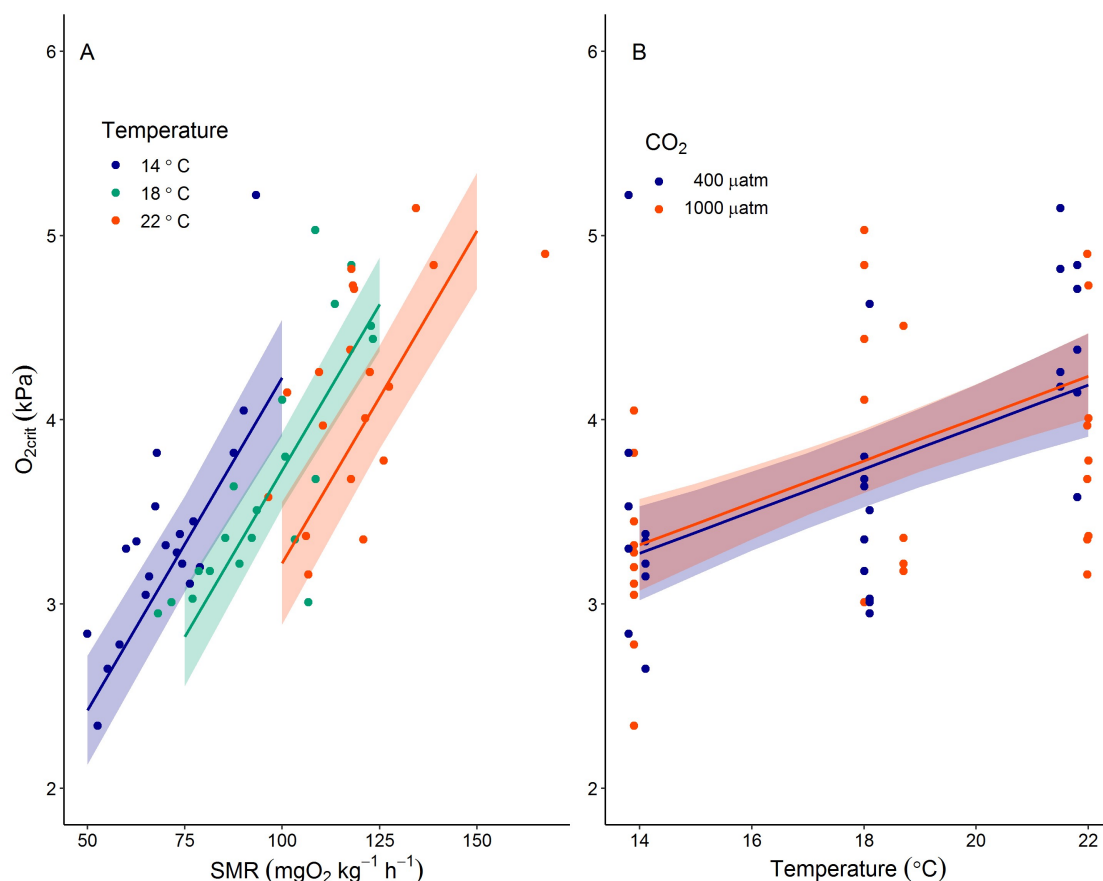 A
Temperature
14 °C
18 °C
22 °C
O₂crit (kPa)
6
5
4
3
2
50 75 100 125 150
SMR (mgO₂ kg⁻¹ h⁻¹)
B
CO₂
400 μatm
1000 μatm
6
5
4
3
2
14 16 18 20 22
Temperature (°C)